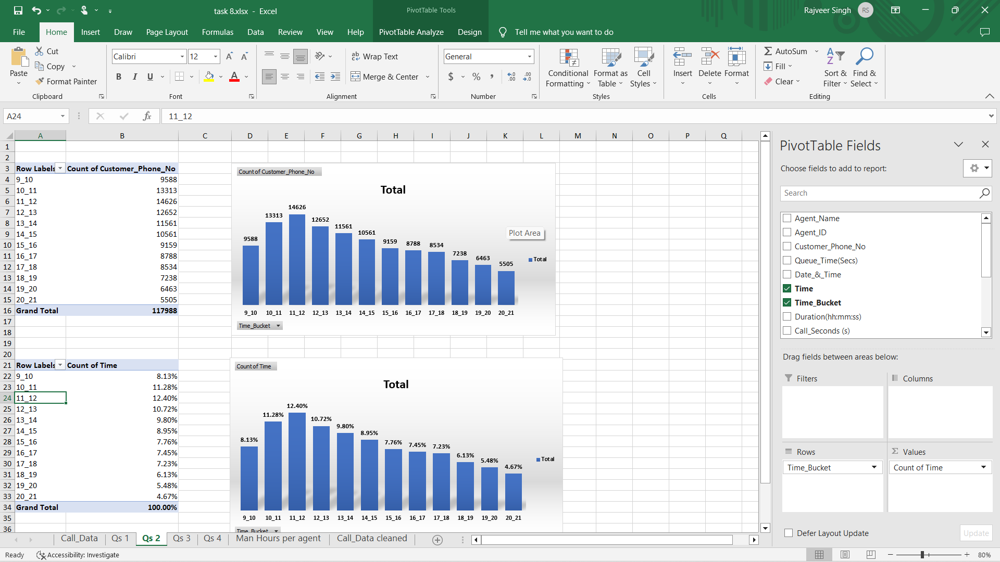 task 8.xlsx - Excel
PivotTable Tools
Rajveer Singh
RS
File
Home
Insert
Draw
Page Layout
Formulas
Data
Review
View
Help
PivotTable Analyze
Design
Tell me what you want to do
Paste
Cut
Copy
Format Painter
Clipboard
Calibri
12
B
I
U
Font
Wrap Text
Merge & Center
Alignment
General
$
%
Number
Conditional Formatting
Format as Table
Cell Styles
Styles
Insert
Delete
Format
Cells
AutoSum
Fill
Clear
Sort & Filter
Find & Select
Editing
A24
fx
11_12
A B C D E F G H I J K L M N O P Q
1
2
3 Row Labels Count of Customer_Phone_No
4 9_10 9588
5 10_11 13313
6 11_12 14626
7 12_13 12652
8 13_14 11561
9 14_15 10561
10 15_16 9159
11 16_17 8788
12 17_18 8534
13 18_19 7238
14 19_20 6463
15 20_21 5505
16 Grand Total 117988
17
18
19
20
21 Row Labels Count of Time
22 9_10 8.13%
23 10_11 11.28%
24 11_12 12.40%
25 12_13 10.72%
26 13_14 9.80%
27 14_15 8.95%
28 15_16 7.76%
29 16_17 7.45%
30 17_18 7.23%
31 18_19 6.13%
32 19_20 5.48%
33 20_21 4.67%
34 Grand Total 100.00%
35
36
Count of Customer_Phone_No
Total
9588 13313 14626 12652 11561 10561 9159 8788 8534 7238 6463 5505
Plot Area
Total
9_10 10_11 11_12 12_13 13_14 14_15 15_16 16_17 17_18 18_19 19_20 20_21
Time_Bucket
Count of Time
Total
8.13% 11.28% 12.40% 10.72% 9.80% 8.95% 7.76% 7.45% 7.23% 6.13% 5.48% 4.67%
Total
9_10 10_11 11_12 12_13 13_14 14_15 15_16 16_17 17_18 18_19 19_20 20_21
Time_Bucket
PivotTable Fields
Choose fields to add to report:
Search
Agent_Name
Agent_ID
Customer_Phone_No
Queue_Time(Secs)
Date_&_Time
Time
Time_Bucket
Duration(hh:mm:ss)
Call_Seconds (s)
Drag fields between areas below:
Filters
Columns
Rows
Σ Values
Time_Bucket
Count of Time
Defer Layout Update
Update
Call_Data
Qs 1
Qs 2
Qs 3
Qs 4
Man Hours per agent
Call_Data cleaned
Ready
Accessibility: Investigate
80%